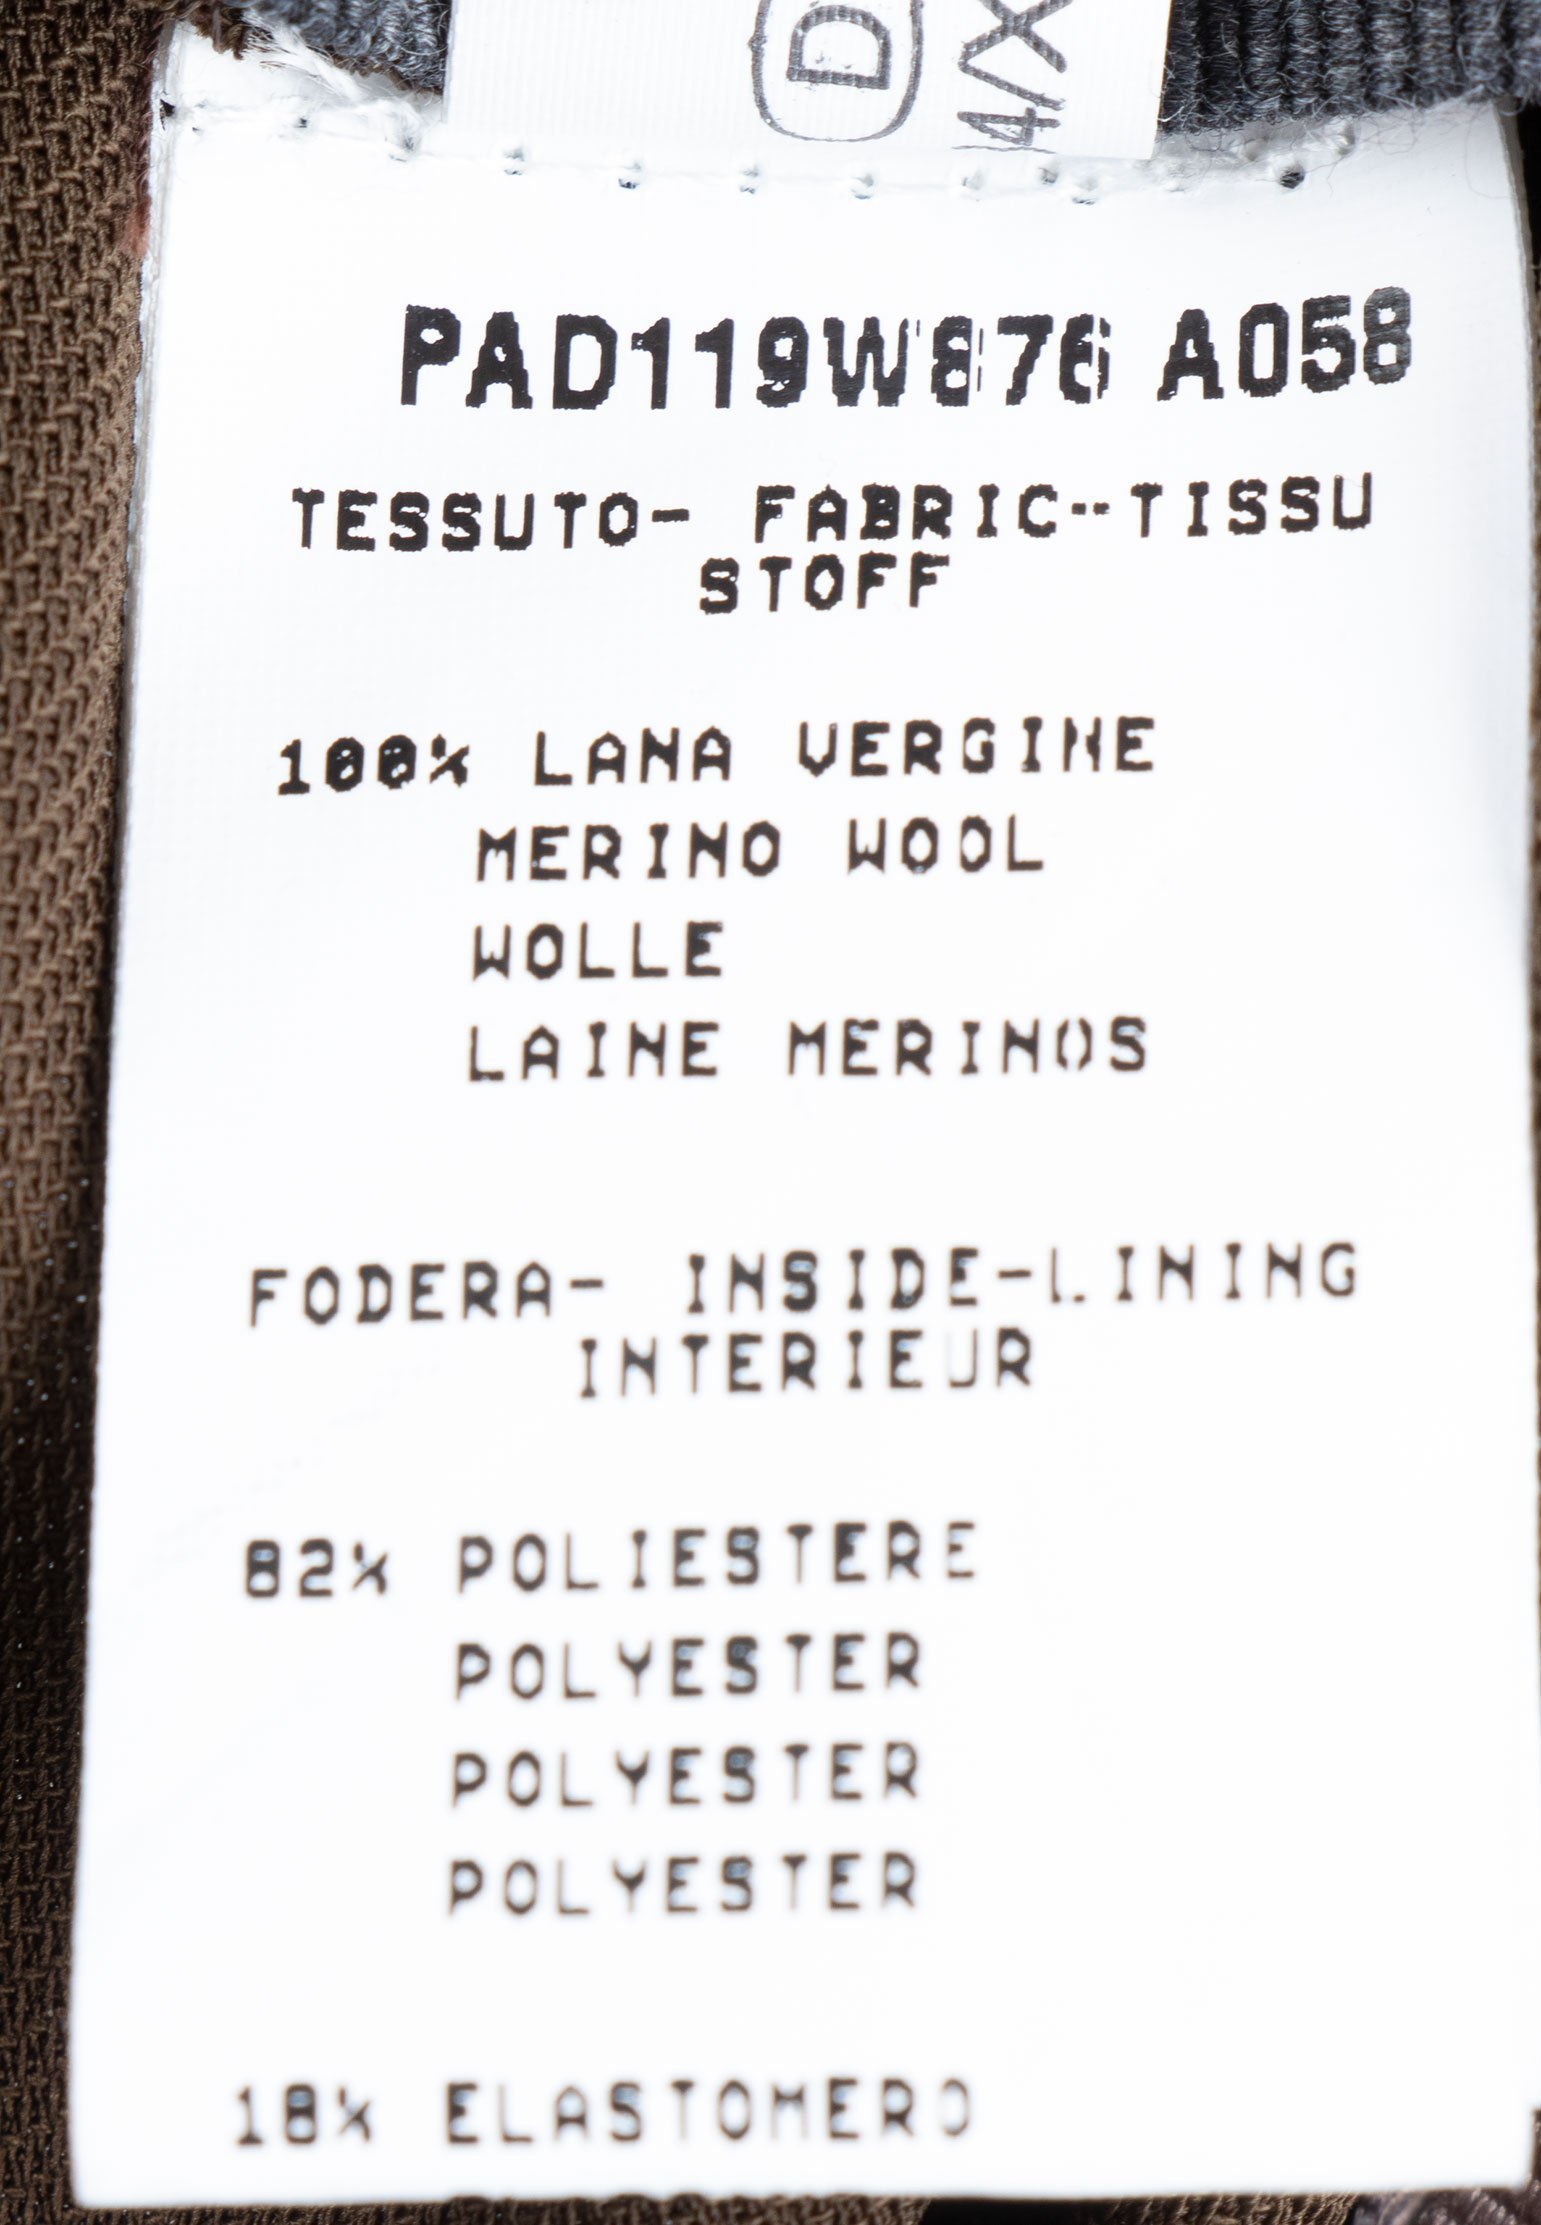 D
4/X
PAD119W876 A058
TESSUTO- FABRIC--TISSU
STOFF
100% LANA VERGINE
MERINO WOOL
WOLLE
LAINE MERINOS
FODERA- INSIDE-LINING
INTERIEUR
82% POLIESTERE
POLYESTER
POLYESTER
POLYESTER
18% ELASTOMERO